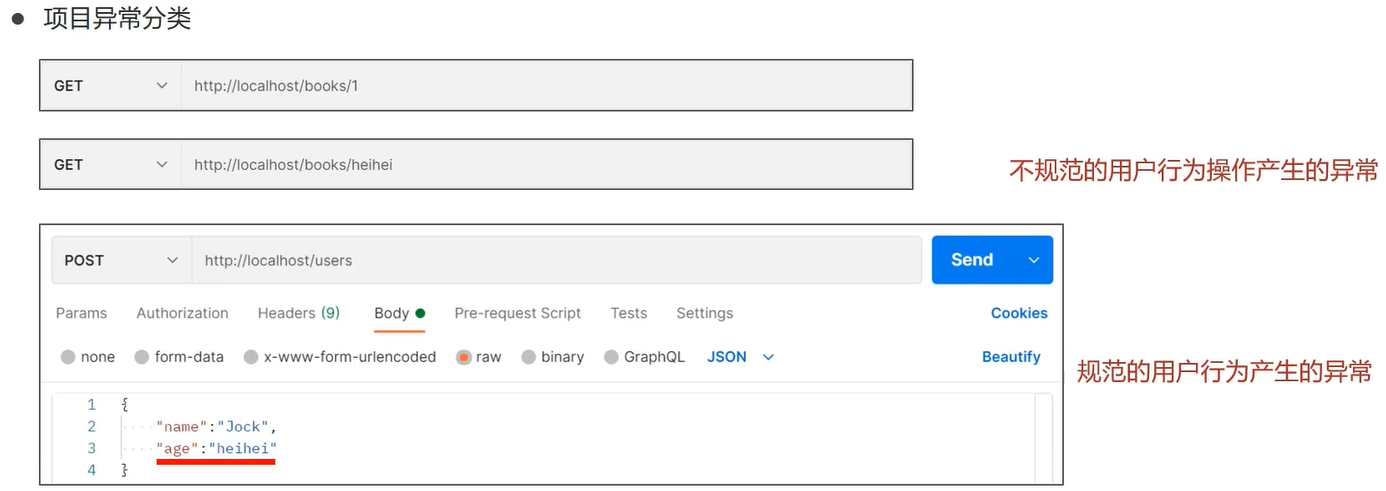 ● 项目异常分类
GET http://localhost/books/1
GET http://localhost/books/heihei
不规范的用户行为操作产生的异常
POST http://localhost/users Send
Params Authorization Headers (9) Body Pre-request Script Tests Settings Cookies
none form-data x-www-form-urlencoded raw binary GraphQL JSON Beautify
规范的用户行为产生的异常
1 {
2 "name":"Jock",
3 "age":"heihei"
4 }